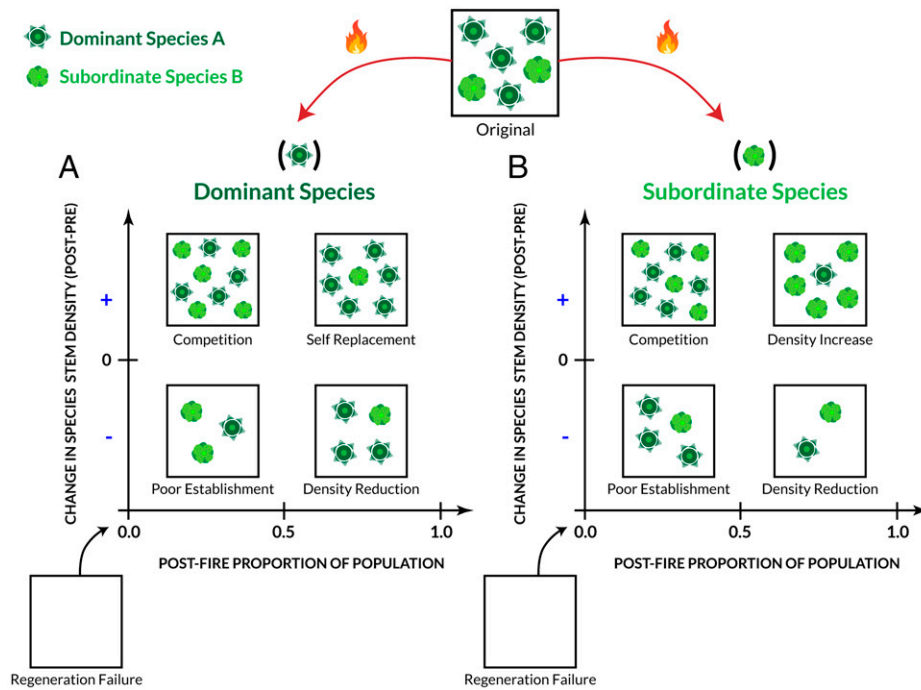 Dominant Species A
Subordinate Species B
Original
A
( )
Dominant Species
CHANGE IN SPECIES STEM DENSITY (POST-PRE)
+
0
-
Competition
Self Replacement
Poor Establishment
Density Reduction
0.0
0.5
1.0
POST-FIRE PROPORTION OF POPULATION
Regeneration Failure
B
( )
Subordinate Species
CHANGE IN SPECIES STEM DENSITY (POST-PRE)
+
0
-
Competition
Density Increase
Poor Establishment
Density Reduction
0.0
0.5
1.0
POST-FIRE PROPORTION OF POPULATION
Regeneration Failure